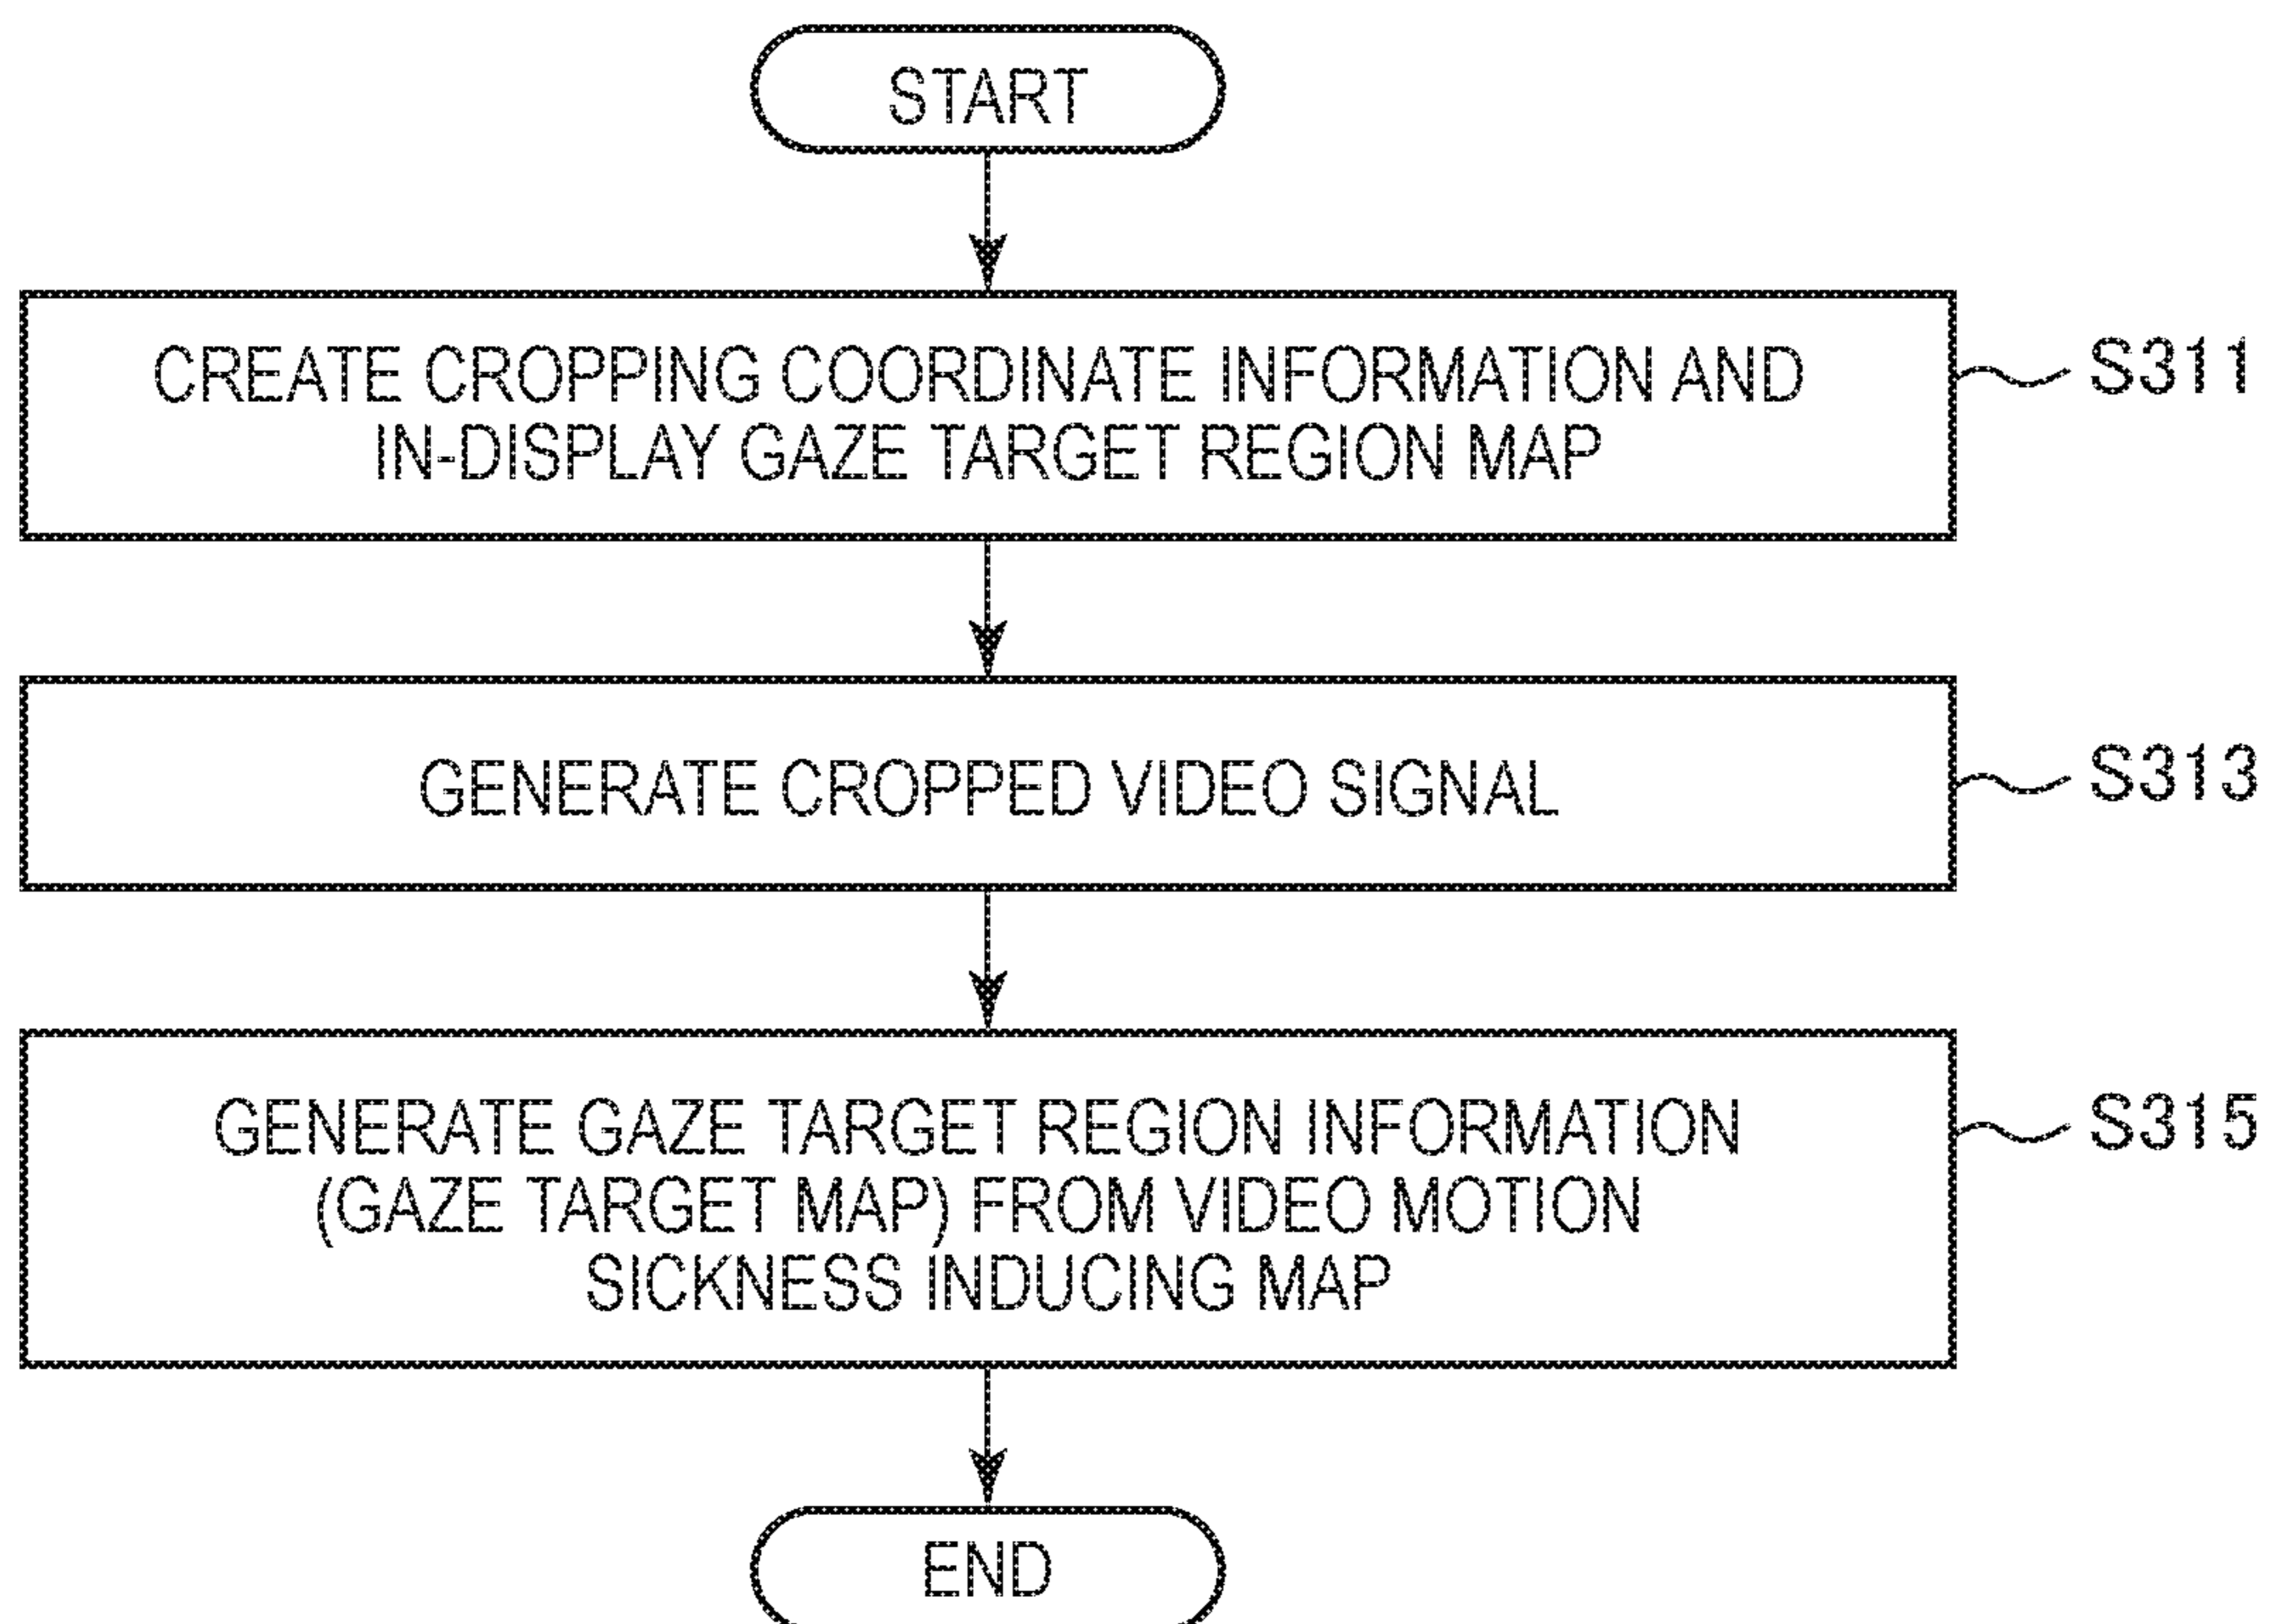 START
CREATE CROPPING COORDINATE INFORMATION AND
IN-DISPLAY GAZE TARGET REGION MAP
S311
GENERATE CROPPED VIDEO SIGNAL
S313
GENERATE GAZE TARGET REGION INFORMATION
(GAZE TARGET MAP) FROM VIDEO MOTION
SICKNESS INDUCING MAP
S315
END